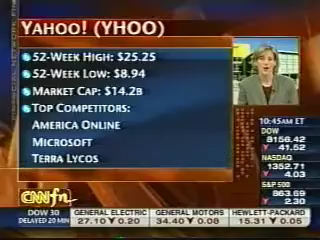 YAHOO! (YHOO)
52-WEEK HIGH: $25.25
52-WEEK LOW: $8.94
MARKET CAP: $14.2B
TOP COMPETITORS:
AMERICA ONLINE
MICROSOFT
TERRA LYCOS
10:45AM ET
DOW
8156.42
▼ 41.52
NASDAQ
1352.71
▼ 4.03
S&P 500
863.69
▼ 2.30
CNNfn
DOW 30
DELAYED 20 MIN
GENERAL ELECTRIC
27.10 ▼ 0.20
GENERAL MOTORS
34.40 ▼ 0.08
HEWLETT-PACKARD
15.31 ▼ 0.05